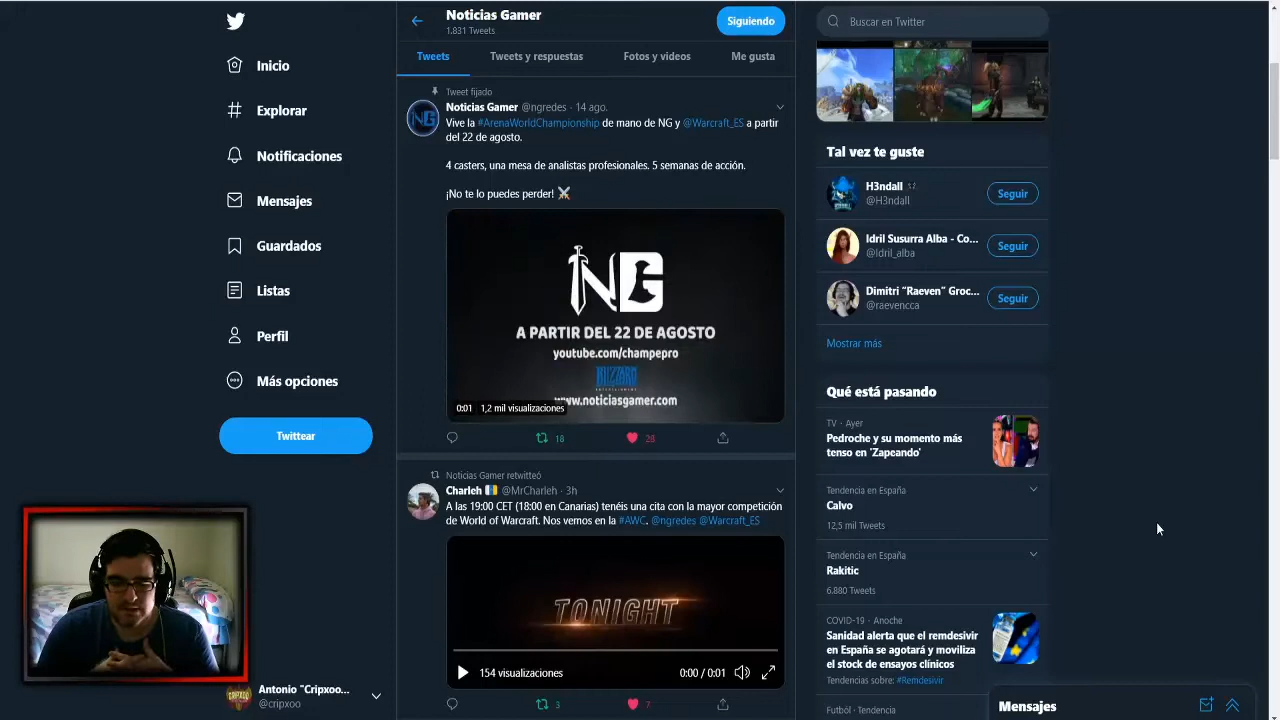 Inicio
Explorar
Notificaciones
Mensajes
Guardados
Listas
Perfil
Más opciones
Twittear
Antonio "Cripxoo...
@cripxoo
Noticias Gamer
1.831 Tweets
Siguiendo
Tweets
Tweets y respuestas
Fotos y videos
Me gusta
Tweet fijado
Noticias Gamer @ngredes · 14 ago.
Vive la #ArenaWorldChampionship de mano de NG y @Warcraft_ES a partir
del 22 de agosto.
4 casters, una mesa de analistas profesionales. 5 semanas de acción.
¡No te lo puedes perder! ⚔
NG
A PARTIR DEL 22 DE AGOSTO
youtube.com/champepro
BLIZZARD
ENTERTAINMENT
www.noticiasgamer.com
0:01 1,2 mil visualizaciones
18
28
Noticias Gamer retwitteó
Charleh @MrCharleh · 3h
A las 19:00 CET (18:00 en Canarias) tenéis una cita con la mayor competición
de World of Warcraft. Nos vemos en la #AWC. @ngredes @Warcraft_ES
TONIGHT
154 visualizaciones
0:00 / 0:01
3
7
Buscar en Twitter
Tal vez te guste
H3ndall
@H3ndall
Seguir
Idril Susurra Alba - Co...
@Idril_alba
Seguir
Dimitri “Raeven” Groc...
@raevencca
Seguir
Mostrar más
Qué está pasando
TV · Ayer
Pedroche y su momento más
tenso en 'Zapeando'
Tendencia en España
Calvo
12,5 mil Tweets
Tendencia en España
Rakitic
6.880 Tweets
COVID-19 · Anoche
Sanidad alerta que el remdesivir
en España se agotará y moviliza
el stock de ensayos clínicos
Tendencias sobre: #Remdesivir
Futból · Tendencia
Mensajes